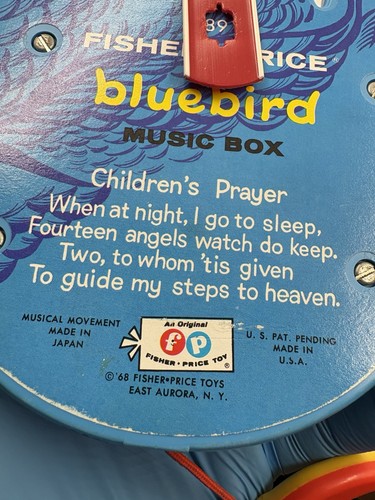 39
FISHER PRICE
bluebird
MUSIC BOX
Children's Prayer
When at night, I go to sleep,
Fourteen angels watch do keep.
Two, to whom 'tis given
To guide my steps to heaven.
MUSICAL MOVEMENT
MADE IN
JAPAN
An Original
fp
FISHER•PRICE TOY
®
U. S. PAT. PENDING
MADE IN
U.S.A.
©'68 FISHER•PRICE TOYS
EAST AURORA, N. Y.